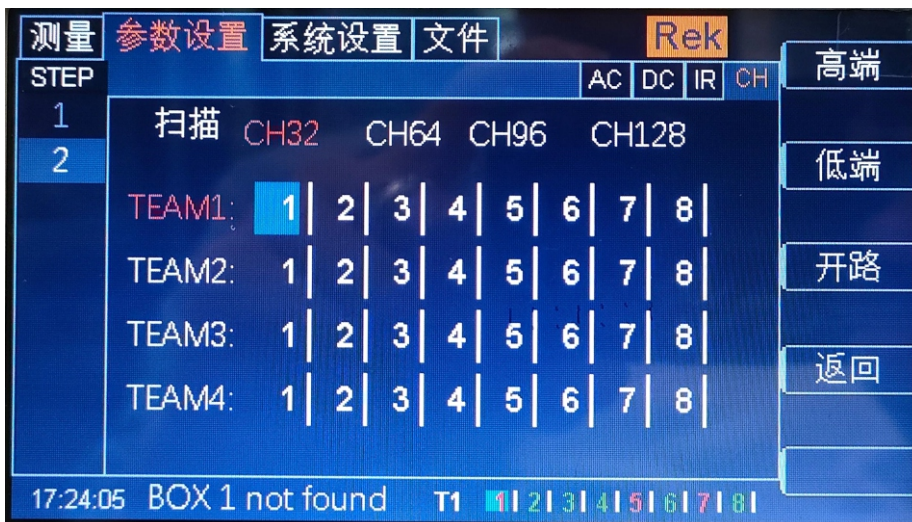 测量 参数设置 系统设置 文件 Rek
STEP AC DC IR CH
1
2
扫描 CH32 CH64 CH96 CH128
TEAM1: 1 2 3 4 5 6 7 8
TEAM2: 1 2 3 4 5 6 7 8
TEAM3: 1 2 3 4 5 6 7 8
TEAM4: 1 2 3 4 5 6 7 8
高端
低端
开路
返回
17:24:05 BOX 1 not found T1 1 2 3 4 5 6 7 8